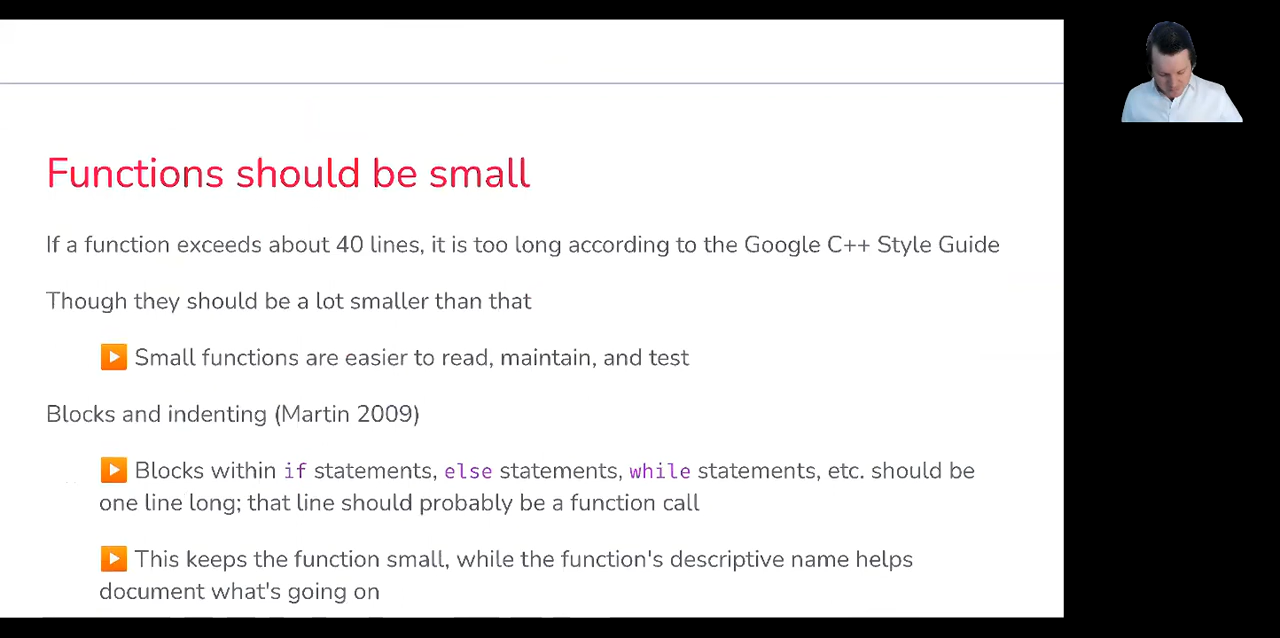 Functions should be small
If a function exceeds about 40 lines, it is too long according to the Google C++ Style Guide
Though they should be a lot smaller than that
Small functions are easier to read, maintain, and test
Blocks and indenting (Martin 2009)
Blocks within if statements, else statements, while statements, etc. should be
one line long; that line should probably be a function call
This keeps the function small, while the function's descriptive name helps
document what's going on